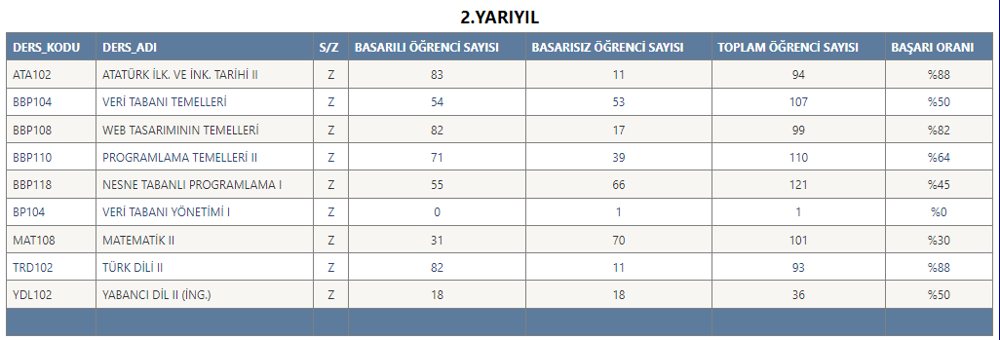 2.YARIYIL
DERS_KODU DERS_ADI S/Z BASARILI ÖĞRENCİ SAYISI BASARISIZ ÖĞRENCİ SAYISI TOPLAM ÖĞRENCİ SAYISI BAŞARI ORANI
ATA102 ATATÜRK İLK. VE İNK. TARİHİ II Z 83 11 94 %88
BBP104 VERİ TABANI TEMELLERİ Z 54 53 107 %50
BBP108 WEB TASARIMININ TEMELLERİ Z 82 17 99 %82
BBP110 PROGRAMLAMA TEMELLERİ II Z 71 39 110 %64
BBP118 NESNE TABANLI PROGRAMLAMA I Z 55 66 121 %45
BP104 VERİ TABANI YÖNETİMİ I Z 0 1 1 %0
MAT108 MATEMATİK II Z 31 70 101 %30
TRD102 TÜRK DİLİ II Z 82 11 93 %88
YDL102 YABANCI DİL II (İNG.) Z 18 18 36 %50